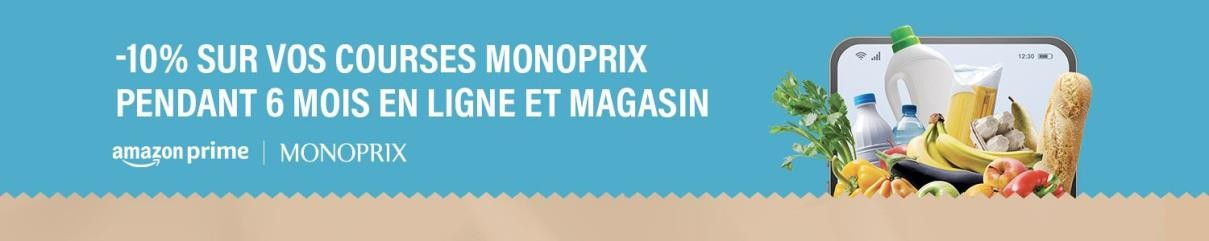 -10% SUR VOS COURSES MONOPRIX
PENDANT 6 MOIS EN LIGNE ET MAGASIN
amazon prime | MONOPRIX
12:30